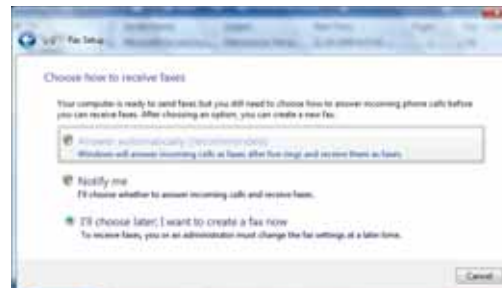 Fax Setup
Choose how to receive faxes
Your computer is ready to send faxes but you still need to choose how to answer incoming phone calls before
you can receive faxes. After choosing an option, you can create a new fax.
Answer automatically (recommended)
Windows will answer incoming calls as faxes after five rings and receive them as faxes.
Notify me
I'll choose whether to answer incoming calls and receive faxes.
I'll choose later; I want to create a fax now
To receive faxes, you or an administrator must change the fax settings at a later time.
Cancel